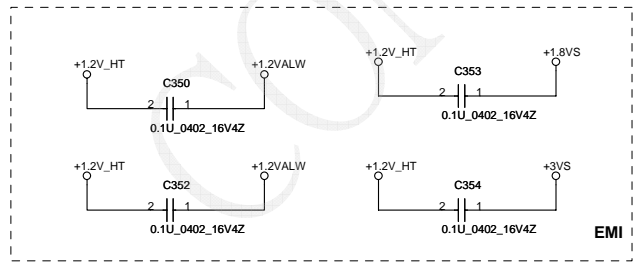 +1.2V_HT
+1.2VALW
C350
2 1
0.1U_0402_16V4Z
+1.2V_HT
+1.8VS
C353
2 1
0.1U_0402_16V4Z
+1.2V_HT
+1.2VALW
C352
2 1
0.1U_0402_16V4Z
+1.2V_HT
+3VS
C354
2 1
0.1U_0402_16V4Z
EMI